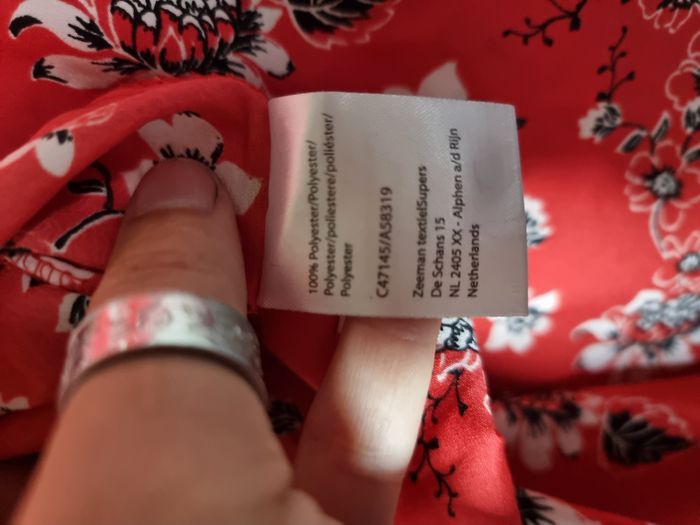 100% Polyester/Polyester/
Polyester/poliestere/poliéster/
Polyester
C47145/A58319
Zeeman textielSupers
De Schans 15
NL 2405 XX - Alphen a/d Rijn
Netherlands